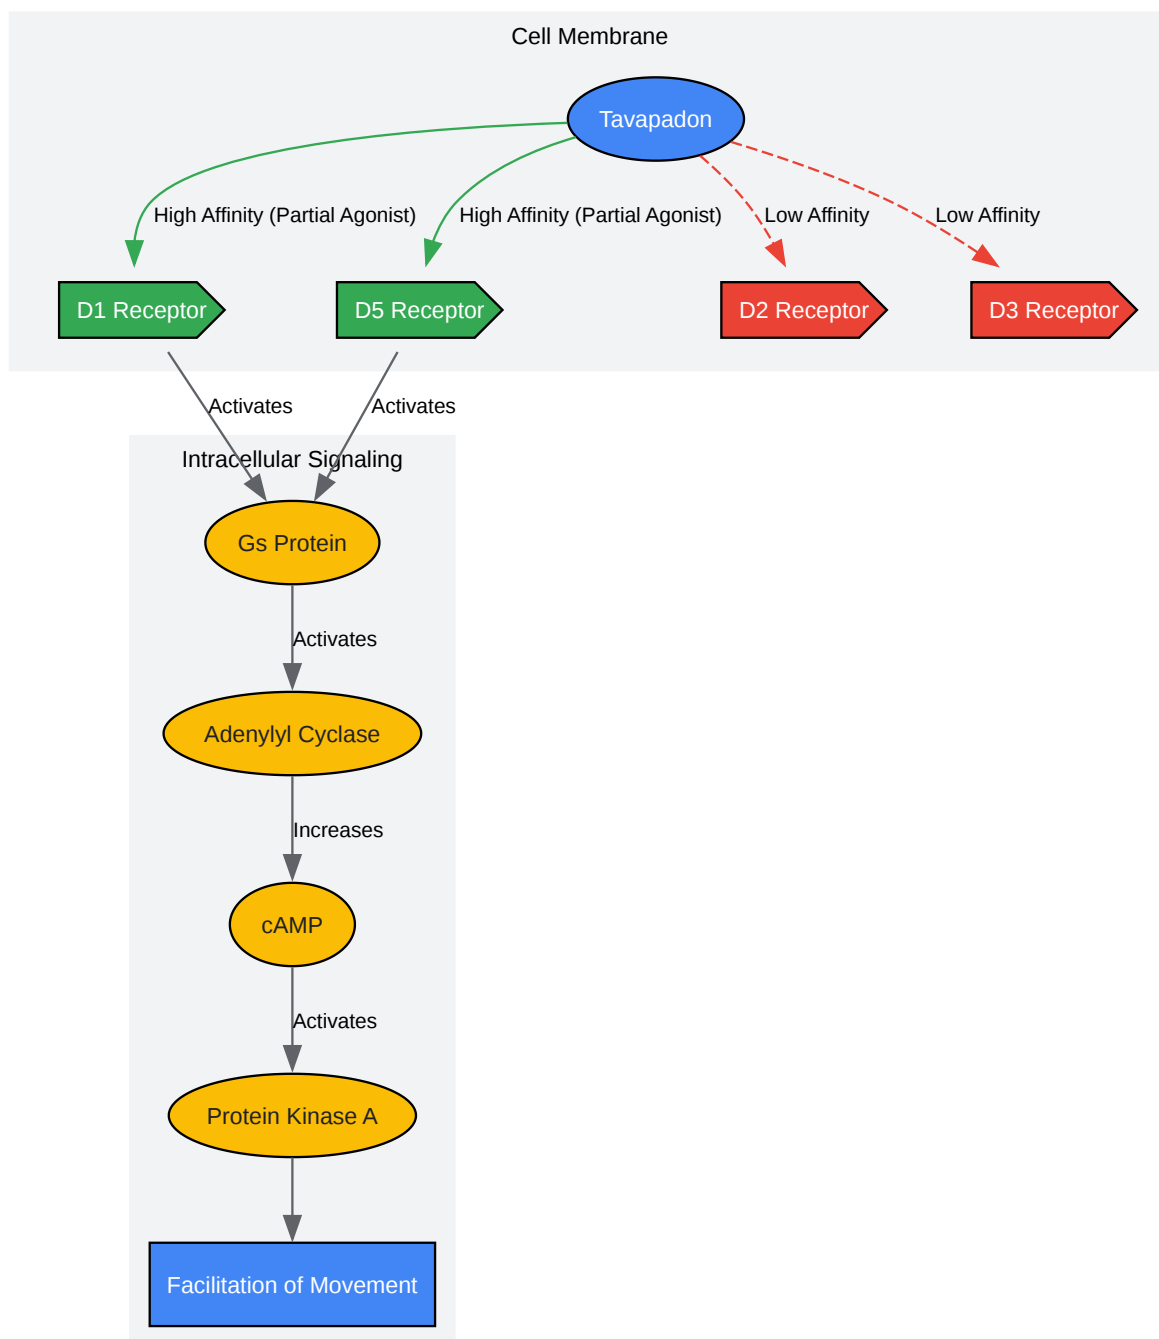 Cell Membrane
Tavapadon
High Affinity (Partial Agonist)
High Affinity (Partial Agonist)
Low Affinity
Low Affinity
D1 Receptor
D5 Receptor
D2 Receptor
D3 Receptor
Activates
Activates
Intracellular Signaling
Gs Protein
Activates
Adenylyl Cyclase
Increases
cAMP
Activates
Protein Kinase A
Facilitation of Movement